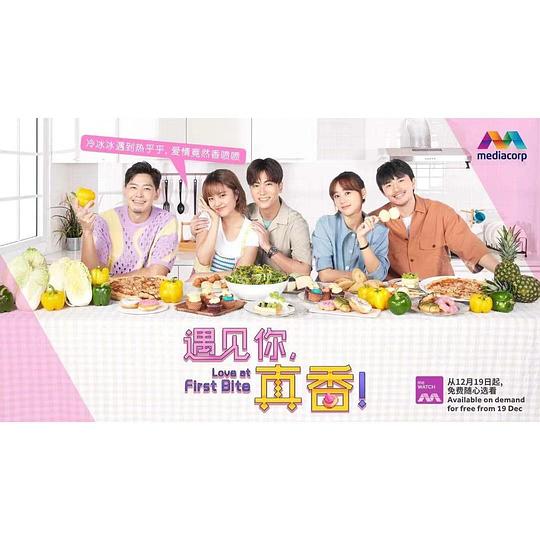 冷冰冰遇到热乎乎，爱情竟然香喷喷
mediacorp
遇见你，
Love at
First Bite
真香！
me
WATCH
从12月19日起，
免费随心选看
Available on demand
for free from 19 Dec